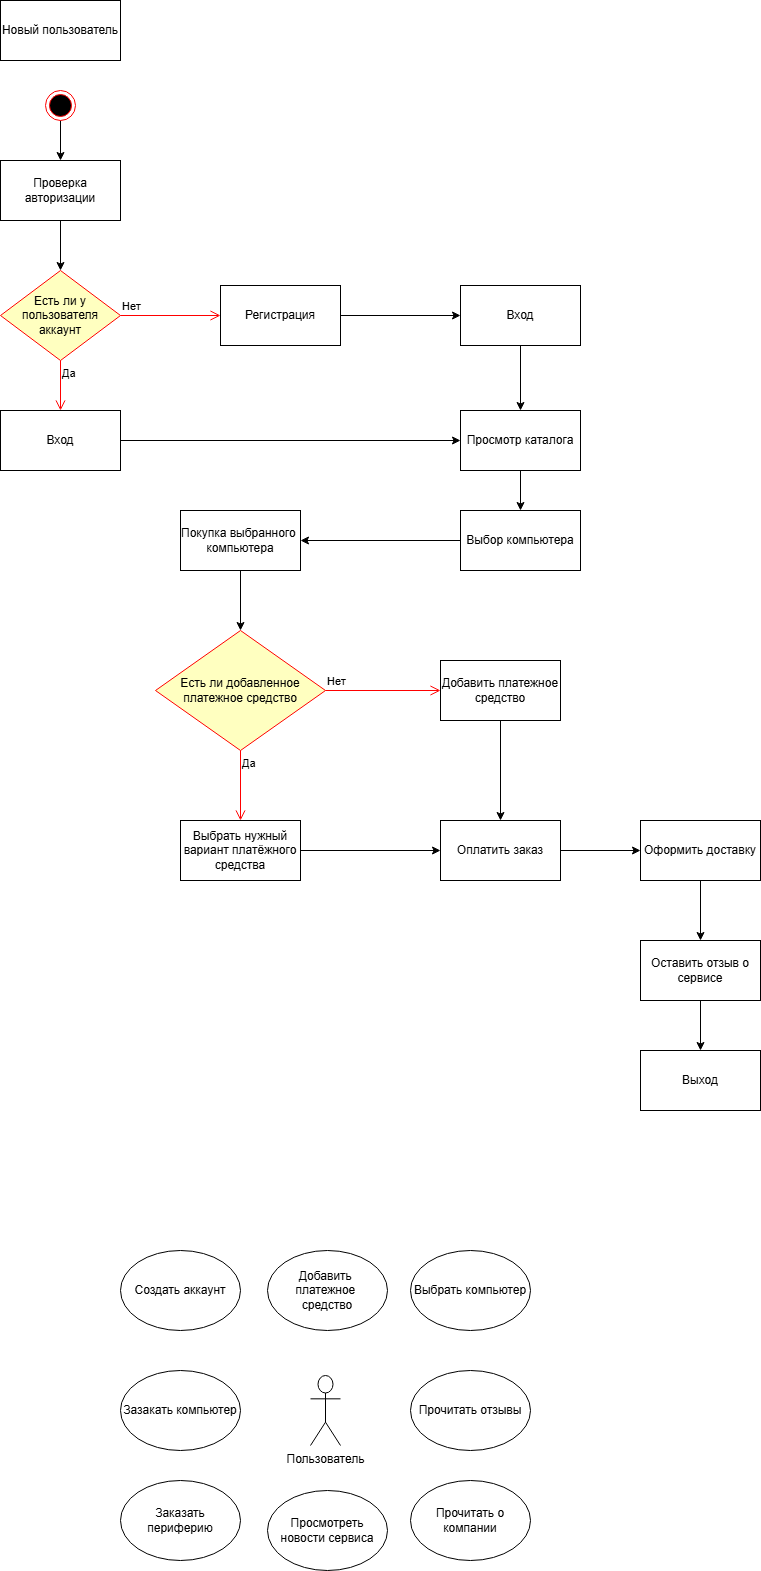 Новый пользователь
Проверка
авторизации
Есть ли у
пользователя
аккаунт
Нет
Регистрация
Вход
Да
Вход
Просмотр каталога
Покупка выбранного
компьютера
Выбор компьютера
Есть ли добавленное
платежное средство
Нет
Добавить платежное
средство
Да
Выбрать нужный
вариант платёжного
средства
Оплатить заказ
Оформить доставку
Оставить отзыв о
сервисе
Выход
Создать аккаунт
Добавить
платежное
средство
Выбрать компьютер
Зазакать компьютер
Пользователь
Прочитать отзывы
Заказать
периферию
Просмотреть
новости сервиса
Прочитать о
компании